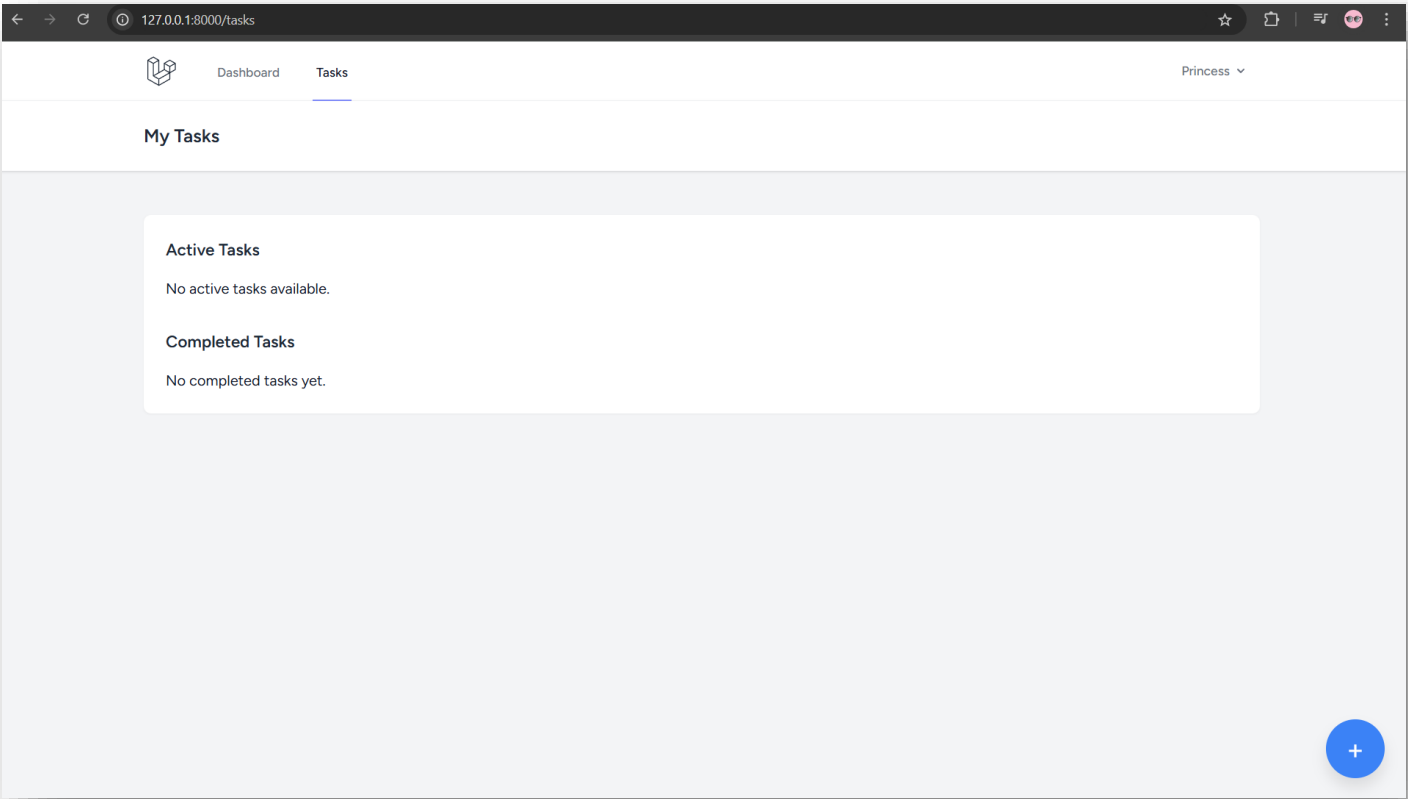 127.0.0.1:8000/tasks
Dashboard Tasks Princess
My Tasks
Active Tasks
No active tasks available.
Completed Tasks
No completed tasks yet.
+